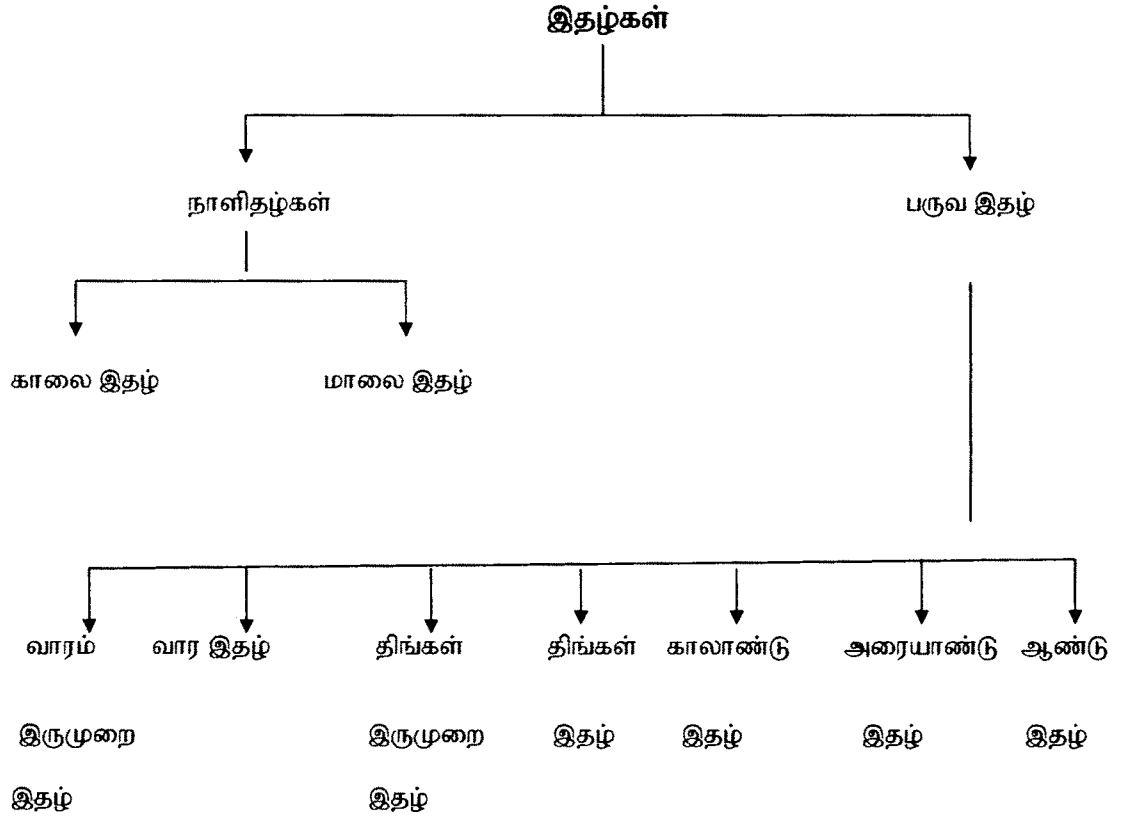 இதழ்கள்
நாளிதழ்கள் பருவ இதழ்
காலை இதழ் மாலை இதழ்
வாரம் வார இதழ் திங்கள் திங்கள் காலாண்டு அரையாண்டு ஆண்டு
இருமுறை இருமுறை இதழ் இதழ் இதழ் இதழ்
இதழ் இதழ்